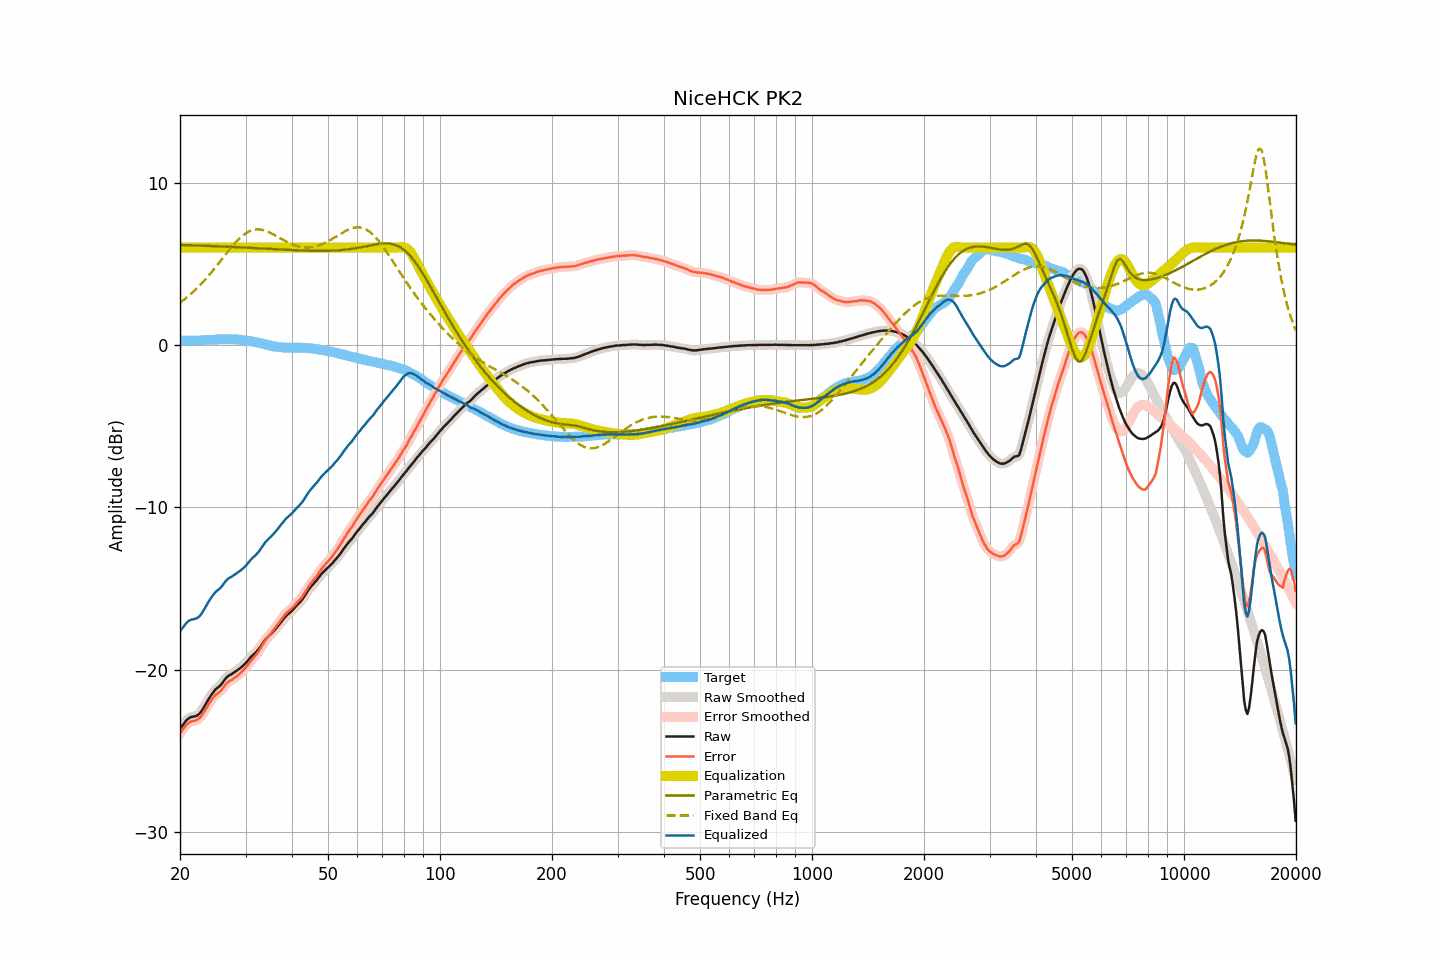 NiceHCK PK2
Amplitude (dBr)
10
0
−10
−20
−30
Target
Raw Smoothed
Error Smoothed
Raw
Error
Equalization
Parametric Eq
Fixed Band Eq
Equalized
20 50 100 200 500 1000 2000 5000 10000 20000
Frequency (Hz)